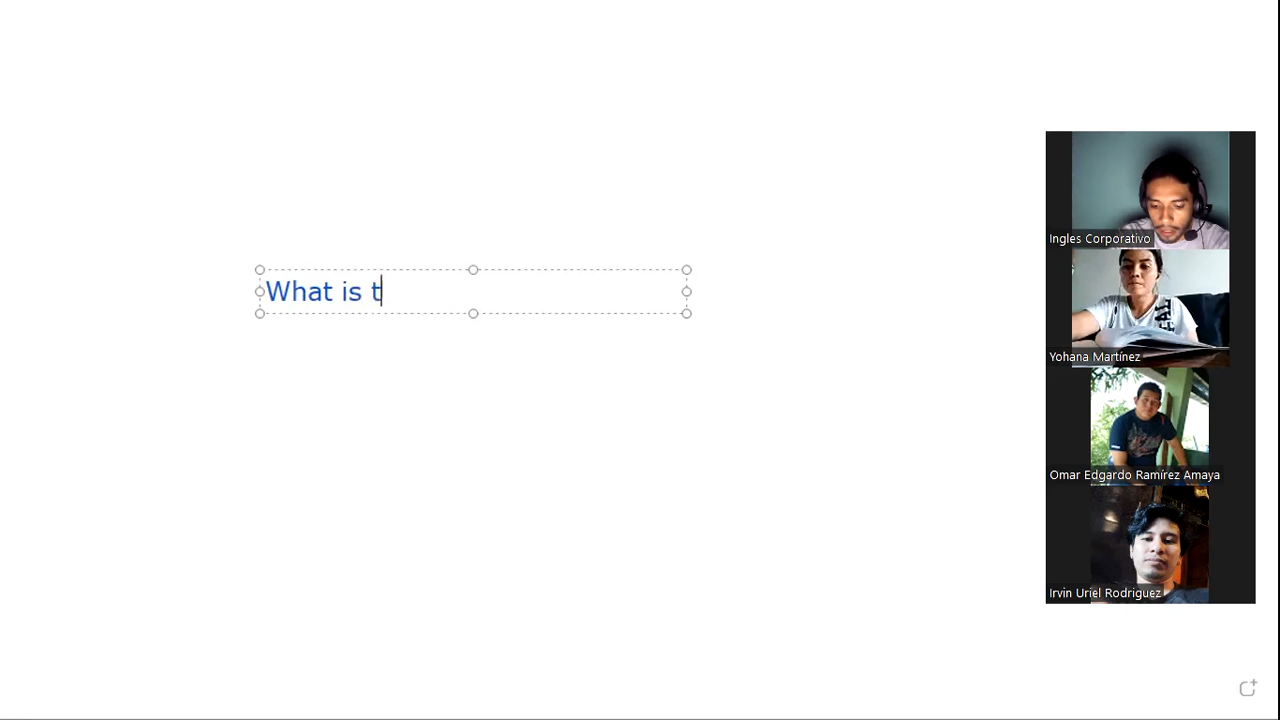 What is t
Ingles Corporativo
Yohana Martínez
Omar Edgardo Ramírez Amaya
Irvin Uriel Rodriguez